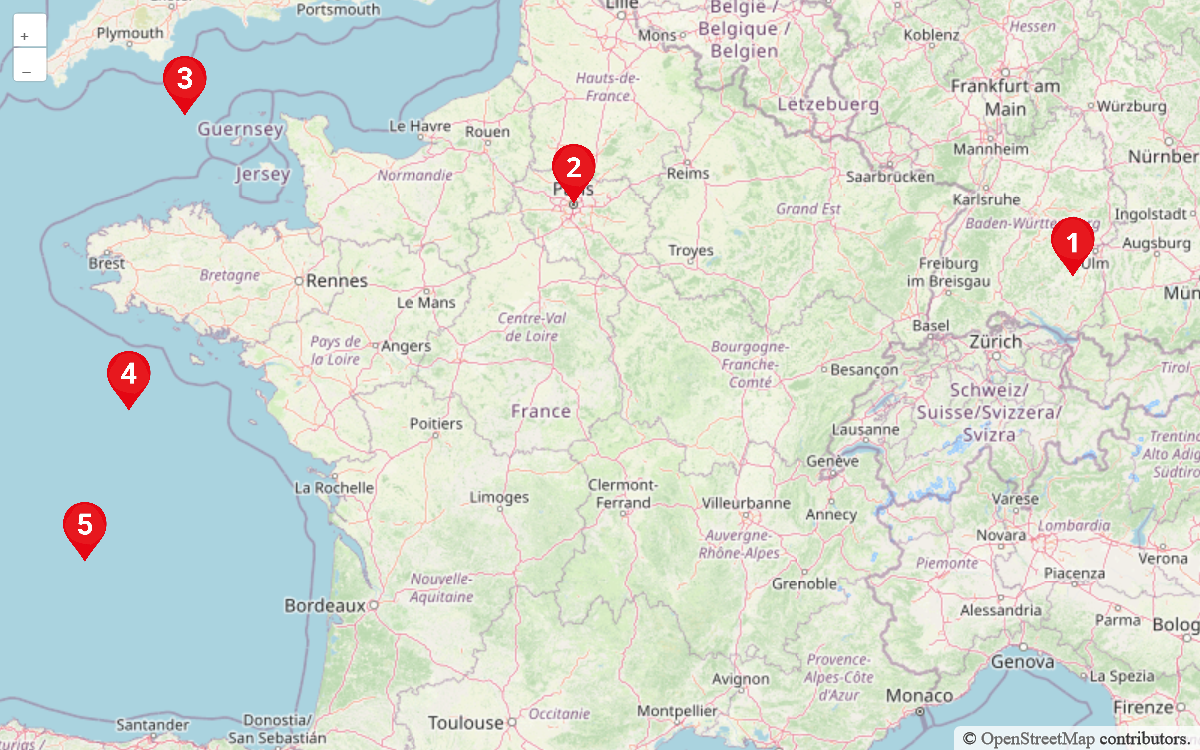 Lille
Portsmouth
België /
Belgique /
Belgien
Hessen
+
Plymouth
Mons
Koblenz
–
3
Hauts-de-
France
Frankfurt am
Main
Lëtzebuerg
Würzburg
Guernsey
Le Havre
Rouen
Mannheim
Nürnber
2
Jersey
Normandie
Paris
Reims
Saarbrücken
Karlsruhe
Grand Est
Ingolstadt
1
Baden-Württemberg
Augsburg
Brest
Bretagne
Rennes
Troyes
Freiburg
im Breisgau
Ulm
Le Mans
Mün
Centre-Val
de Loire
Basel
Pays de
la Loire
Angers
Zürich
Bourgogne-
Franche-
Comté
Besançon
4
Tirol
Schweiz/
Suisse/Svizzera/
Svizra
France
Poitiers
Lausanne
Trentino
Alto Adig
Südtiro
Genève
La Rochelle
Limoges
Clermont-
Ferrand
Villeurbanne
Annecy
Varese
5
Novara
Lombardia
Auvergne-
Rhône-Alpes
Piemonte
Verona
Piacenza
Nouvelle-
Aquitaine
Grenoble
Bordeaux
Alessandria
Parma
Bolog
Provence-
Alpes-Côte
d'Azur
Genova
Avignon
La Spezia
Monaco
Santander
Donostia/
San Sebastián
Toulouse
Occitanie
Montpellier
Firenze
urias /
© OpenStreetMap contributors.